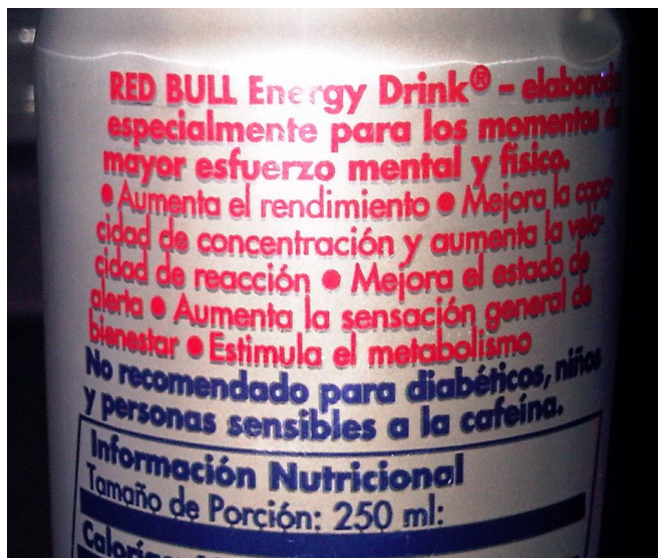 RED BULL Energy Drink® – elaborado
especialmente para los momentos de
mayor esfuerzo mental y físico.
• Aumenta el rendimiento • Mejora la capa-
cidad de concentración y aumenta la velo-
cidad de reacción • Mejora el estado de
alerta • Aumenta la sensación general de
bienestar • Estimula el metabolismo
No recomendado para diabéticos, niños
y personas sensibles a la cafeína.
Información Nutricional
Tamaño de Porción: 250 ml: